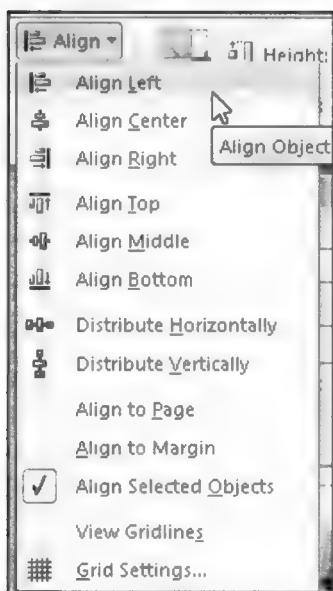 Align
Height:
Align Left
Align Center
Align Object
Align Right
Align Top
Align Middle
Align Bottom
Distribute Horizontally
Distribute Vertically
Align to Page
Align to Margin
Align Selected Objects
View Gridlines
Grid Settings...